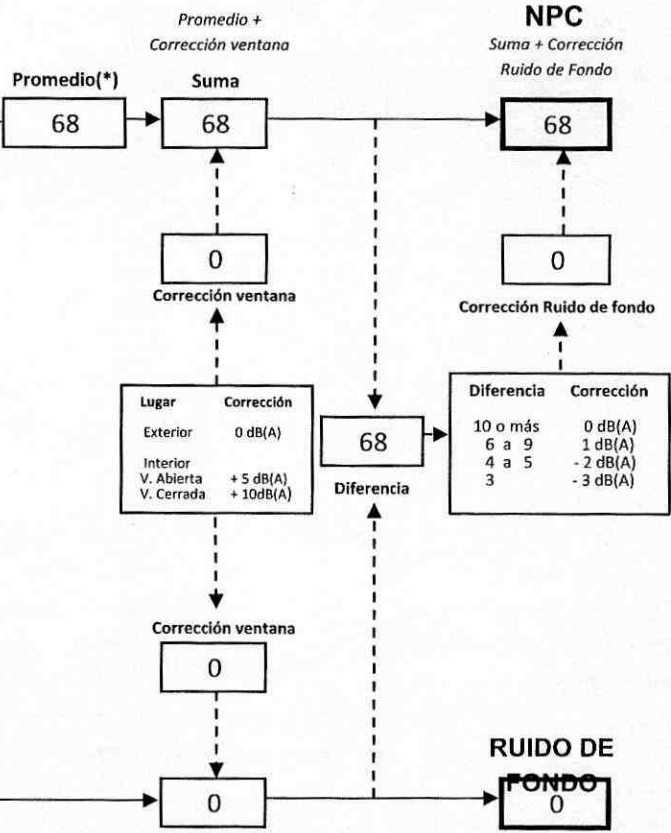 Promedio +
Corrección ventana
NPC
Suma + Corrección
Ruido de Fondo
Promedio(*)
Suma
68
68
68
0
0
Corrección ventana
Corrección Ruido de fondo
Lugar Corrección
Exterior 0 dB(A)
Interior
V. Abierta + 5 dB(A)
V. Cerrada + 10dB(A)
68
Diferencia
Diferencia Corrección
10 o más 0 dB(A)
6 a 9 1 dB(A)
4 a 5 - 2 dB(A)
3 - 3 dB(A)
Corrección ventana
0
RUIDO DE
FONDO
0
0